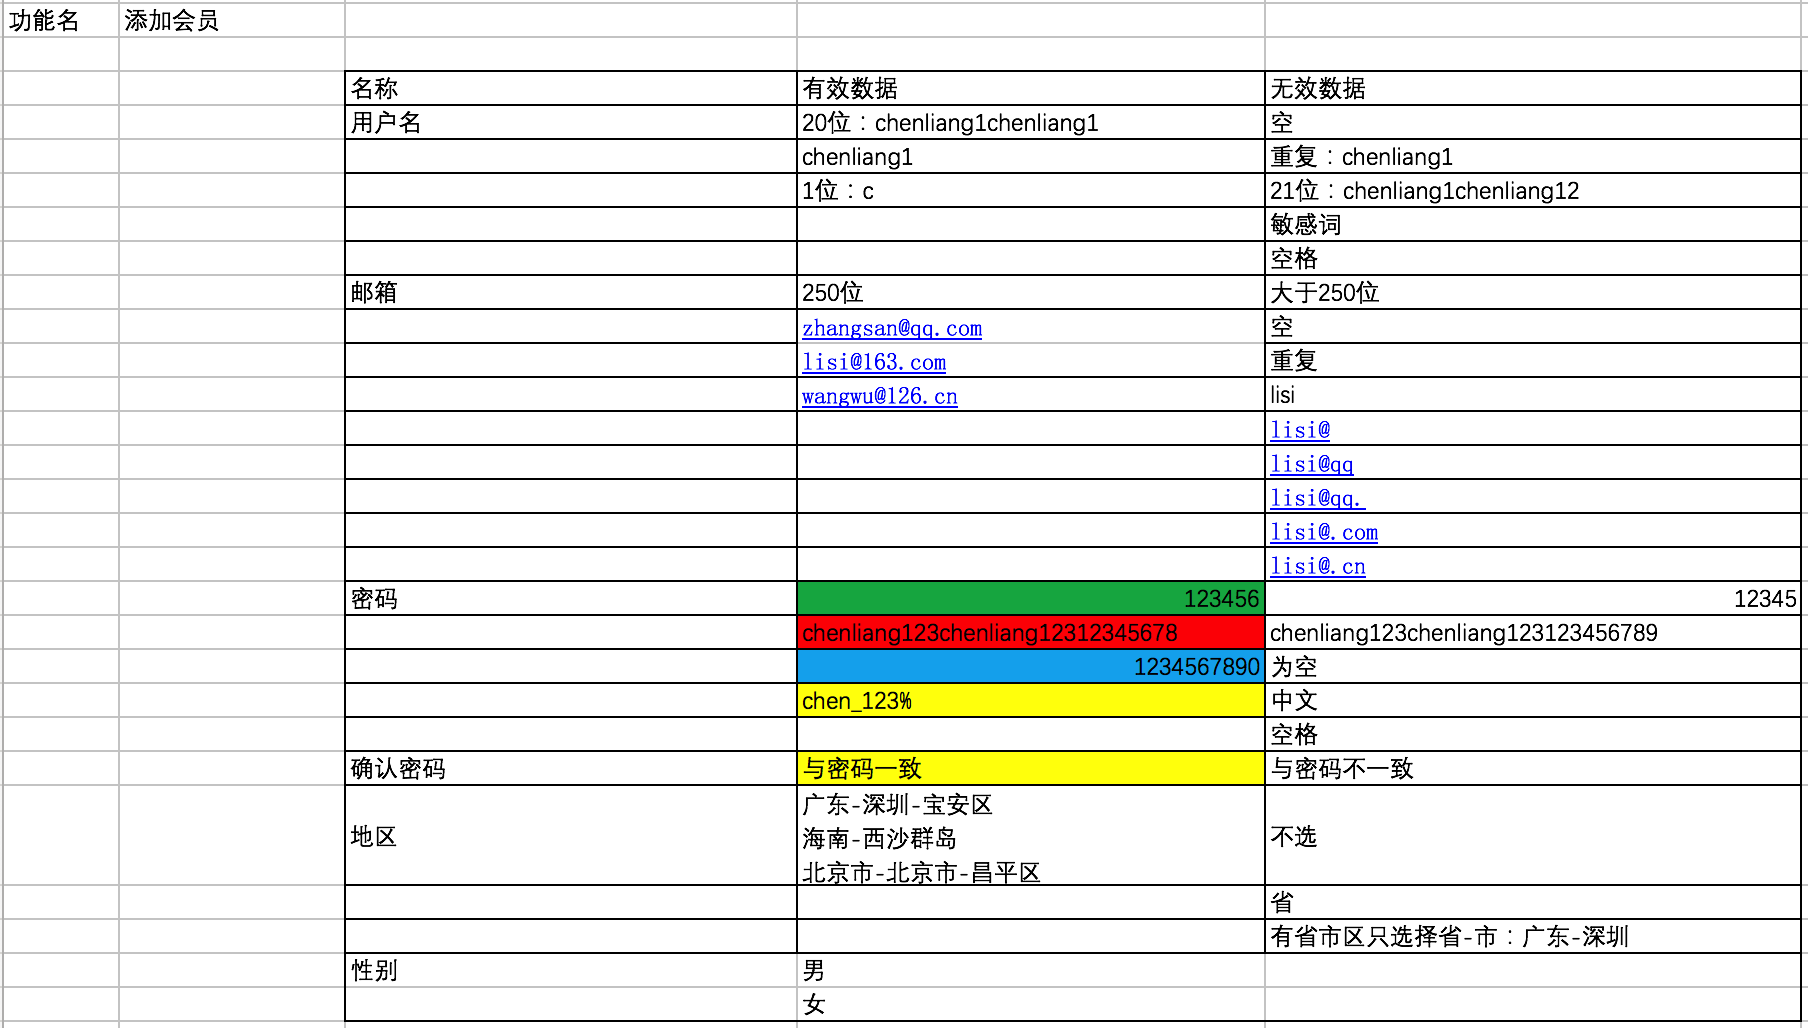 功能名 添加会员
名称 有效数据 无效数据
用户名 20位：chenliang1chenliang1 空
chenliang1 重复：chenliang1
1位：c 21位：chenliang1chenliang12
敏感词
空格
邮箱 250位 大于250位
zhangsan@qq.com 空
lisi@163.com 重复
wangwu@126.cn lisi
lisi@
lisi@qq
lisi@qq.
lisi@.com
lisi@.cn
密码 123456 12345
chenliang123chenliang12312345678 chenliang123chenliang123123456789
1234567890 为空
chen_123% 中文
空格
确认密码 与密码一致 与密码不一致
广东-深圳-宝安区
地区 海南-西沙群岛 不选
北京市-北京市-昌平区
省
有省市区只选择省-市：广东-深圳
性别 男
女